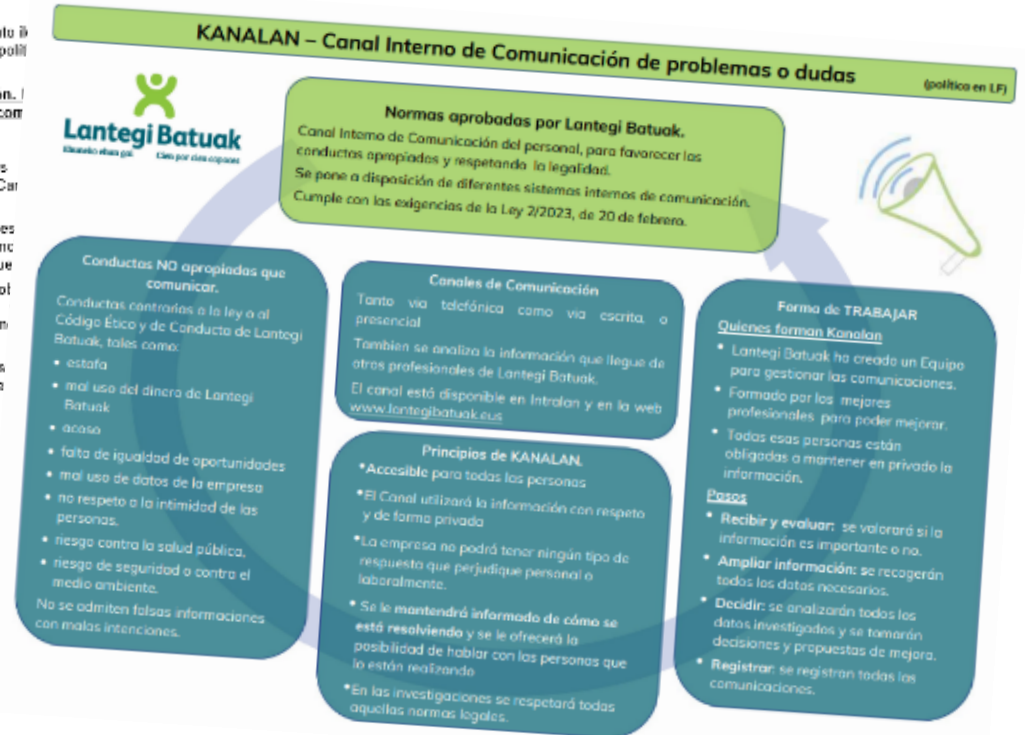 KANALAN – Canal Interno de Comunicación de problemas o dudas
(política en LF)
Lantegi Batuak
Normas aprobadas por Lantegi Batuak.
Canal Interno de Comunicación del personal, para favorecer las
conductas apropiadas y respetando la legalidad.
Se pone a disposición de diferentes sistemas internos de comunicación.
Cumple con las exigencias de la Ley 2/2023, de 20 de febrero.
Conductas NO apropiadas que
comunicar.
Conductas contrarias a la ley o al
Código Ético y de Conducta de Lantegi
Batuak, tales como:
• estafa
• mal uso del dinero de Lantegi
Batuak
• acoso
• falta de igualdad de oportunidades
• mal uso de datos de la empresa
• no respeto a la intimidad de las
personas.
• riesgo contra la salud pública.
• riesgo de seguridad o contra el
medio ambiente.
No se admiten falsas informaciones
con malas intenciones.
Canales de Comunicación
Tanto via telefónica como via escrita, o
presencial
Tambien se analiza la información que llegue de
otros profesionales de Lantegi Batuak.
El canal está disponible en Intralan y en la web
www.lantegibatuak.eus
Principios de KANALAN.
•Accesible para todas las personas
•El Canal utilizará la información con respeto
y de forma privada
•La empresa no podrá tener ningún tipo de
respuesta que perjudique personal o
laboralmente.
• Se le mantendrá informado de cómo se
está resolviendo y se le ofrecerá la
posibilidad de hablar con las personas que
lo están realizando
•En las investigaciones se respetará todas
aquellas normas legales.
Forma de TRABAJAR
Quienes forman Kanalan
• Lantegi Batuak ha creado un Equipo
para gestionar las comunicaciones.
• Formado por los mejores
profesionales para poder mejorar.
• Todas esas personas están
obligadas a mantener en privado la
información.
Pasos
• Recibir y evaluar: se valorará si la
información es importante o no.
• Ampliar información: se recogerán
todos los datos necesarios.
• Decidir: se analizarán todos los
datos investigados y se tomarán
decisiones y propuestas de mejora.
• Registrar: se registran todas las
comunicaciones.